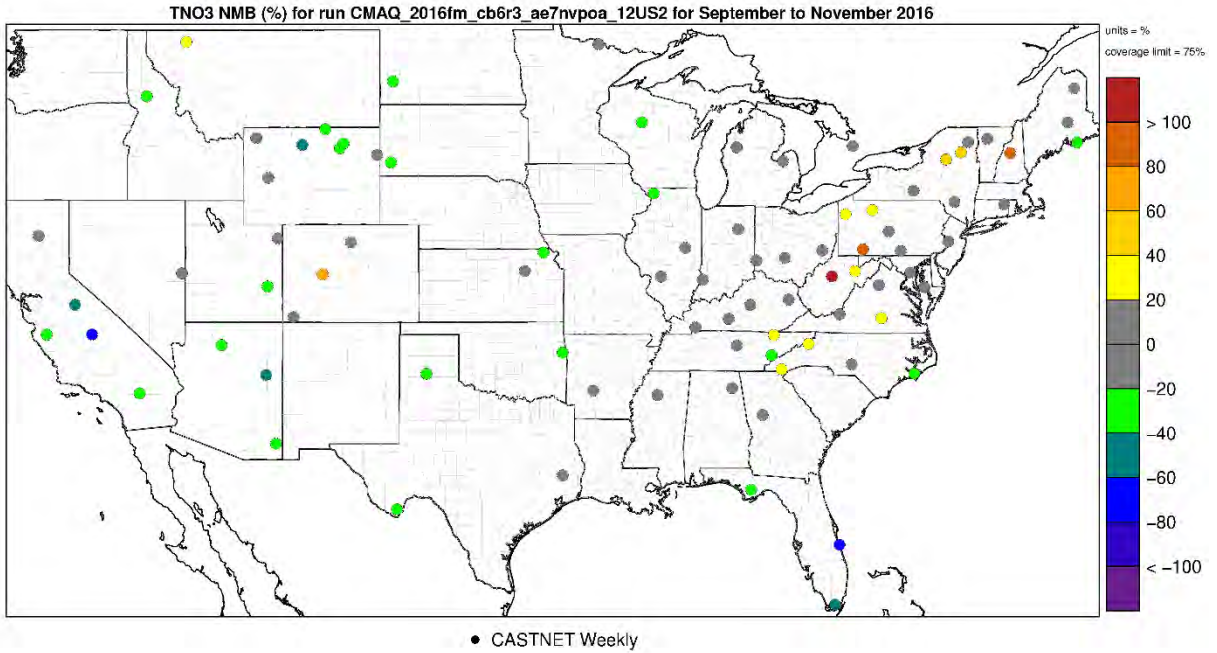 TNO3 NMB (%) for run CMAQ_2016fm_cb6r3_ae7nvpoa_12US2 for September to November 2016
units = %
coverage limit = 75%
> 100
80
60
40
20
0
−20
−40
−60
−80
< −100
● CASTNET Weekly